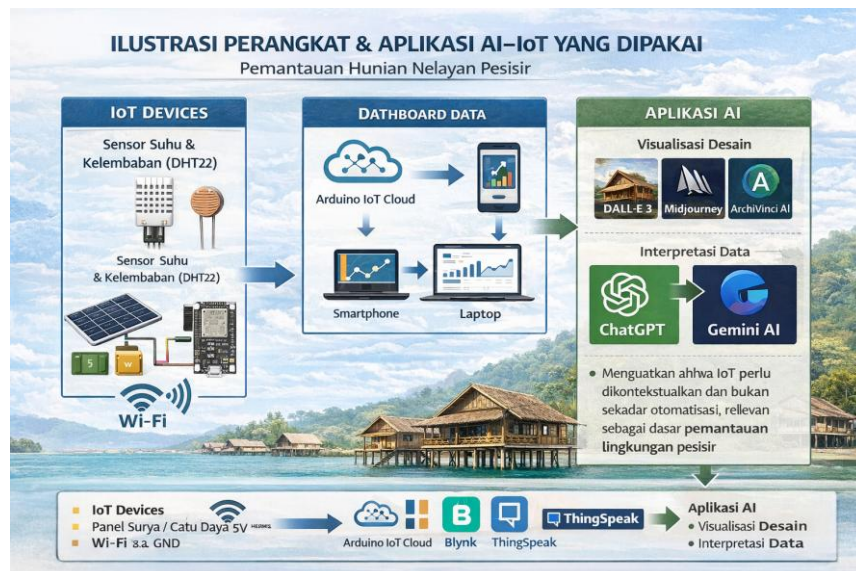 ILUSTRASI PERANGKAT & APLIKASI AI–IoT YANG DIPAKAI
Pemantauan Hunian Nelayan Pesisir
IoT DEVICES
Sensor Suhu &
Kelembaban (DHT22)
Sensor Suhu
& Kelembaban (DHT22)
5
w
Wi-Fi
DATHBOARD DATA
Arduino IoT Cloud
Smartphone
Laptop
APLIKASI AI
Visualisasi Desain
DALL·E 3
Midjourney
A
ArchiVinci AI
Interpretasi Data
ChatGPT
Gemini AI
• Menguatkan ahhwa IoT perlu
dikontekstualkan dan bukan
sekadar otomatisasi, rellevan
sebagai dasar pemantauan
lingkungan pesisir
IoT Devices
Panel Surya / Catu Daya 5V
Wi-Fi GND
Arduino IoT Cloud
B
Blynk
ThingSpeak
ThingSpeak
Aplikasi AI
• Visualisasi Desain
• Interpretasi Data